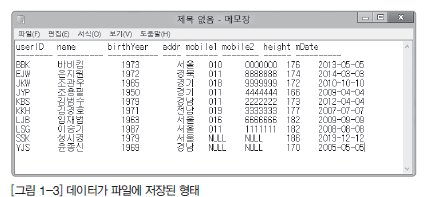 제목 없음 - 메모장
파일(F) 편집(E) 서식(O) 보기(V) 도움말(H)
userID name birthYear addr mobile1 mobile2 height mDate
BBK 바비킴 1973 서울 010 0000000 176 2013-05-05
EJW 은지원 1972 경북 011 8888888 174 2014-03-03
JKW 조관우 1965 경기 018 9999999 172 2010-10-10
JYP 조용필 1950 경기 011 4444444 166 2009-04-04
KBS 김범수 1979 경남 011 2222222 173 2012-04-04
KKH 김경호 1971 전남 019 3333333 177 2007-07-07
LJB 임재범 1963 서울 016 6666666 182 2009-09-09
LSG 이승기 1987 서울 011 1111111 182 2008-08-08
SSK 성시경 1979 서울 NULL NULL 186 2013-12-12
YJS 윤종신 1969 경남 NULL NULL 170 2005-05-05
[그림 1-3] 데이터가 파일에 저장된 형태